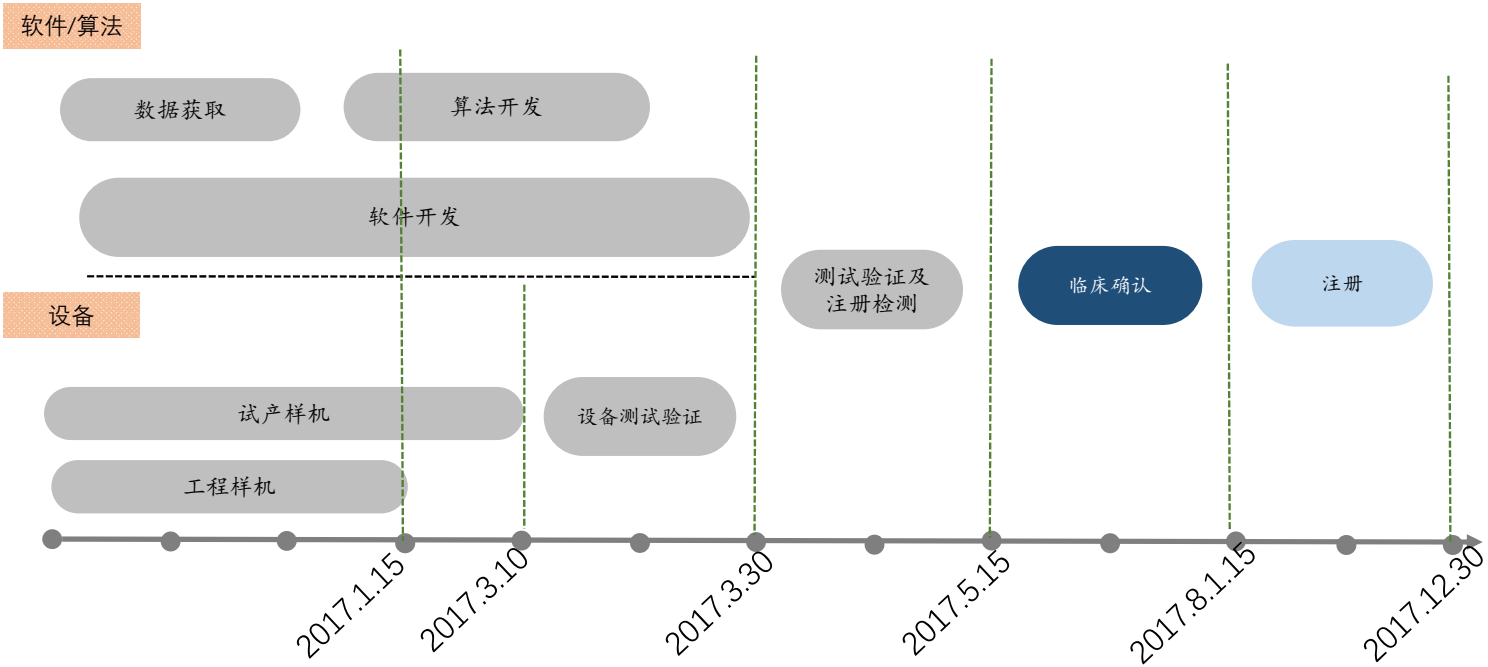 软件/算法
数据获取
算法开发
软件开发
测试验证及
注册检测
临床确认
注册
设备
试产样机
设备测试验证
工程样机
2017.1.15
2017.3.10
2017.3.30
2017.5.15
2017.8.1.15
2017.12.30